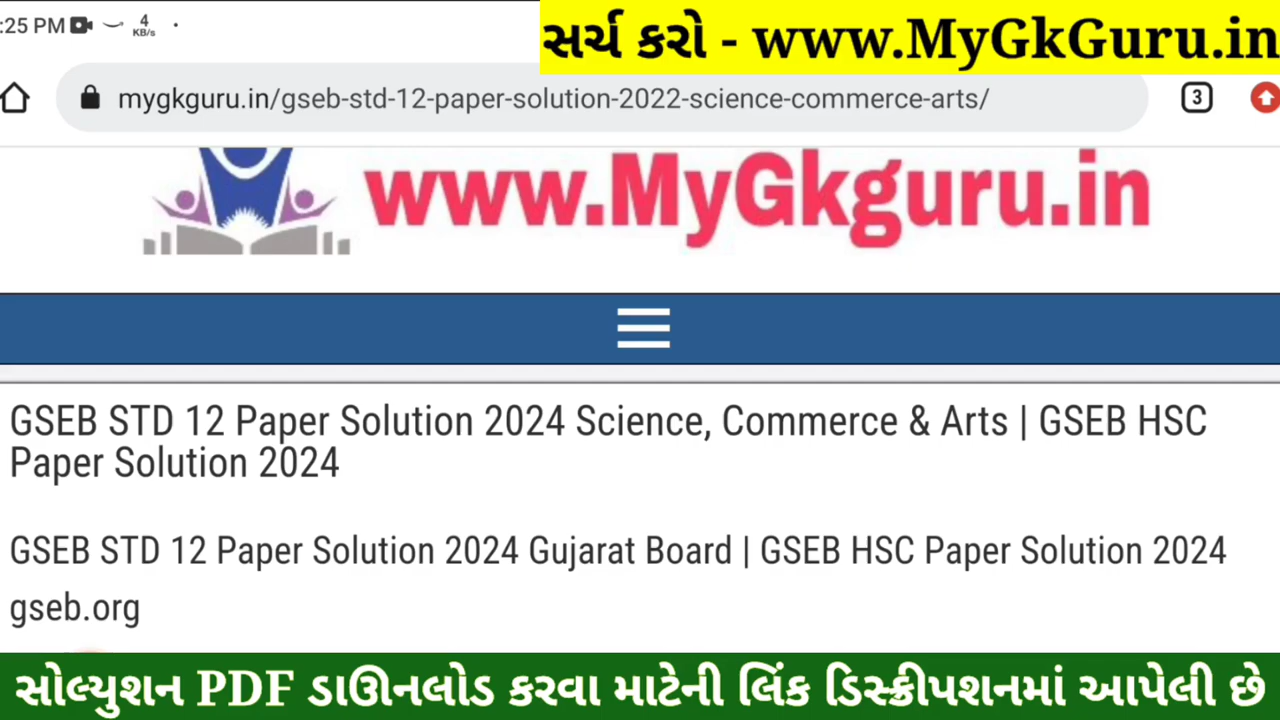 :25 PM 4 KB/s
સર્ચ કરો - www.MyGkGuru.in
mygkguru.in/gseb-std-12-paper-solution-2022-science-commerce-arts/
3
www.MyGkguru.in
GSEB STD 12 Paper Solution 2024 Science, Commerce & Arts | GSEB HSC
Paper Solution 2024
GSEB STD 12 Paper Solution 2024 Gujarat Board | GSEB HSC Paper Solution 2024
gseb.org
સોલ્યુશન PDF ડાઊનલોડ કરવા માટેની લિંક ડિસ્ક્રીપશનમાં આપેલી છે